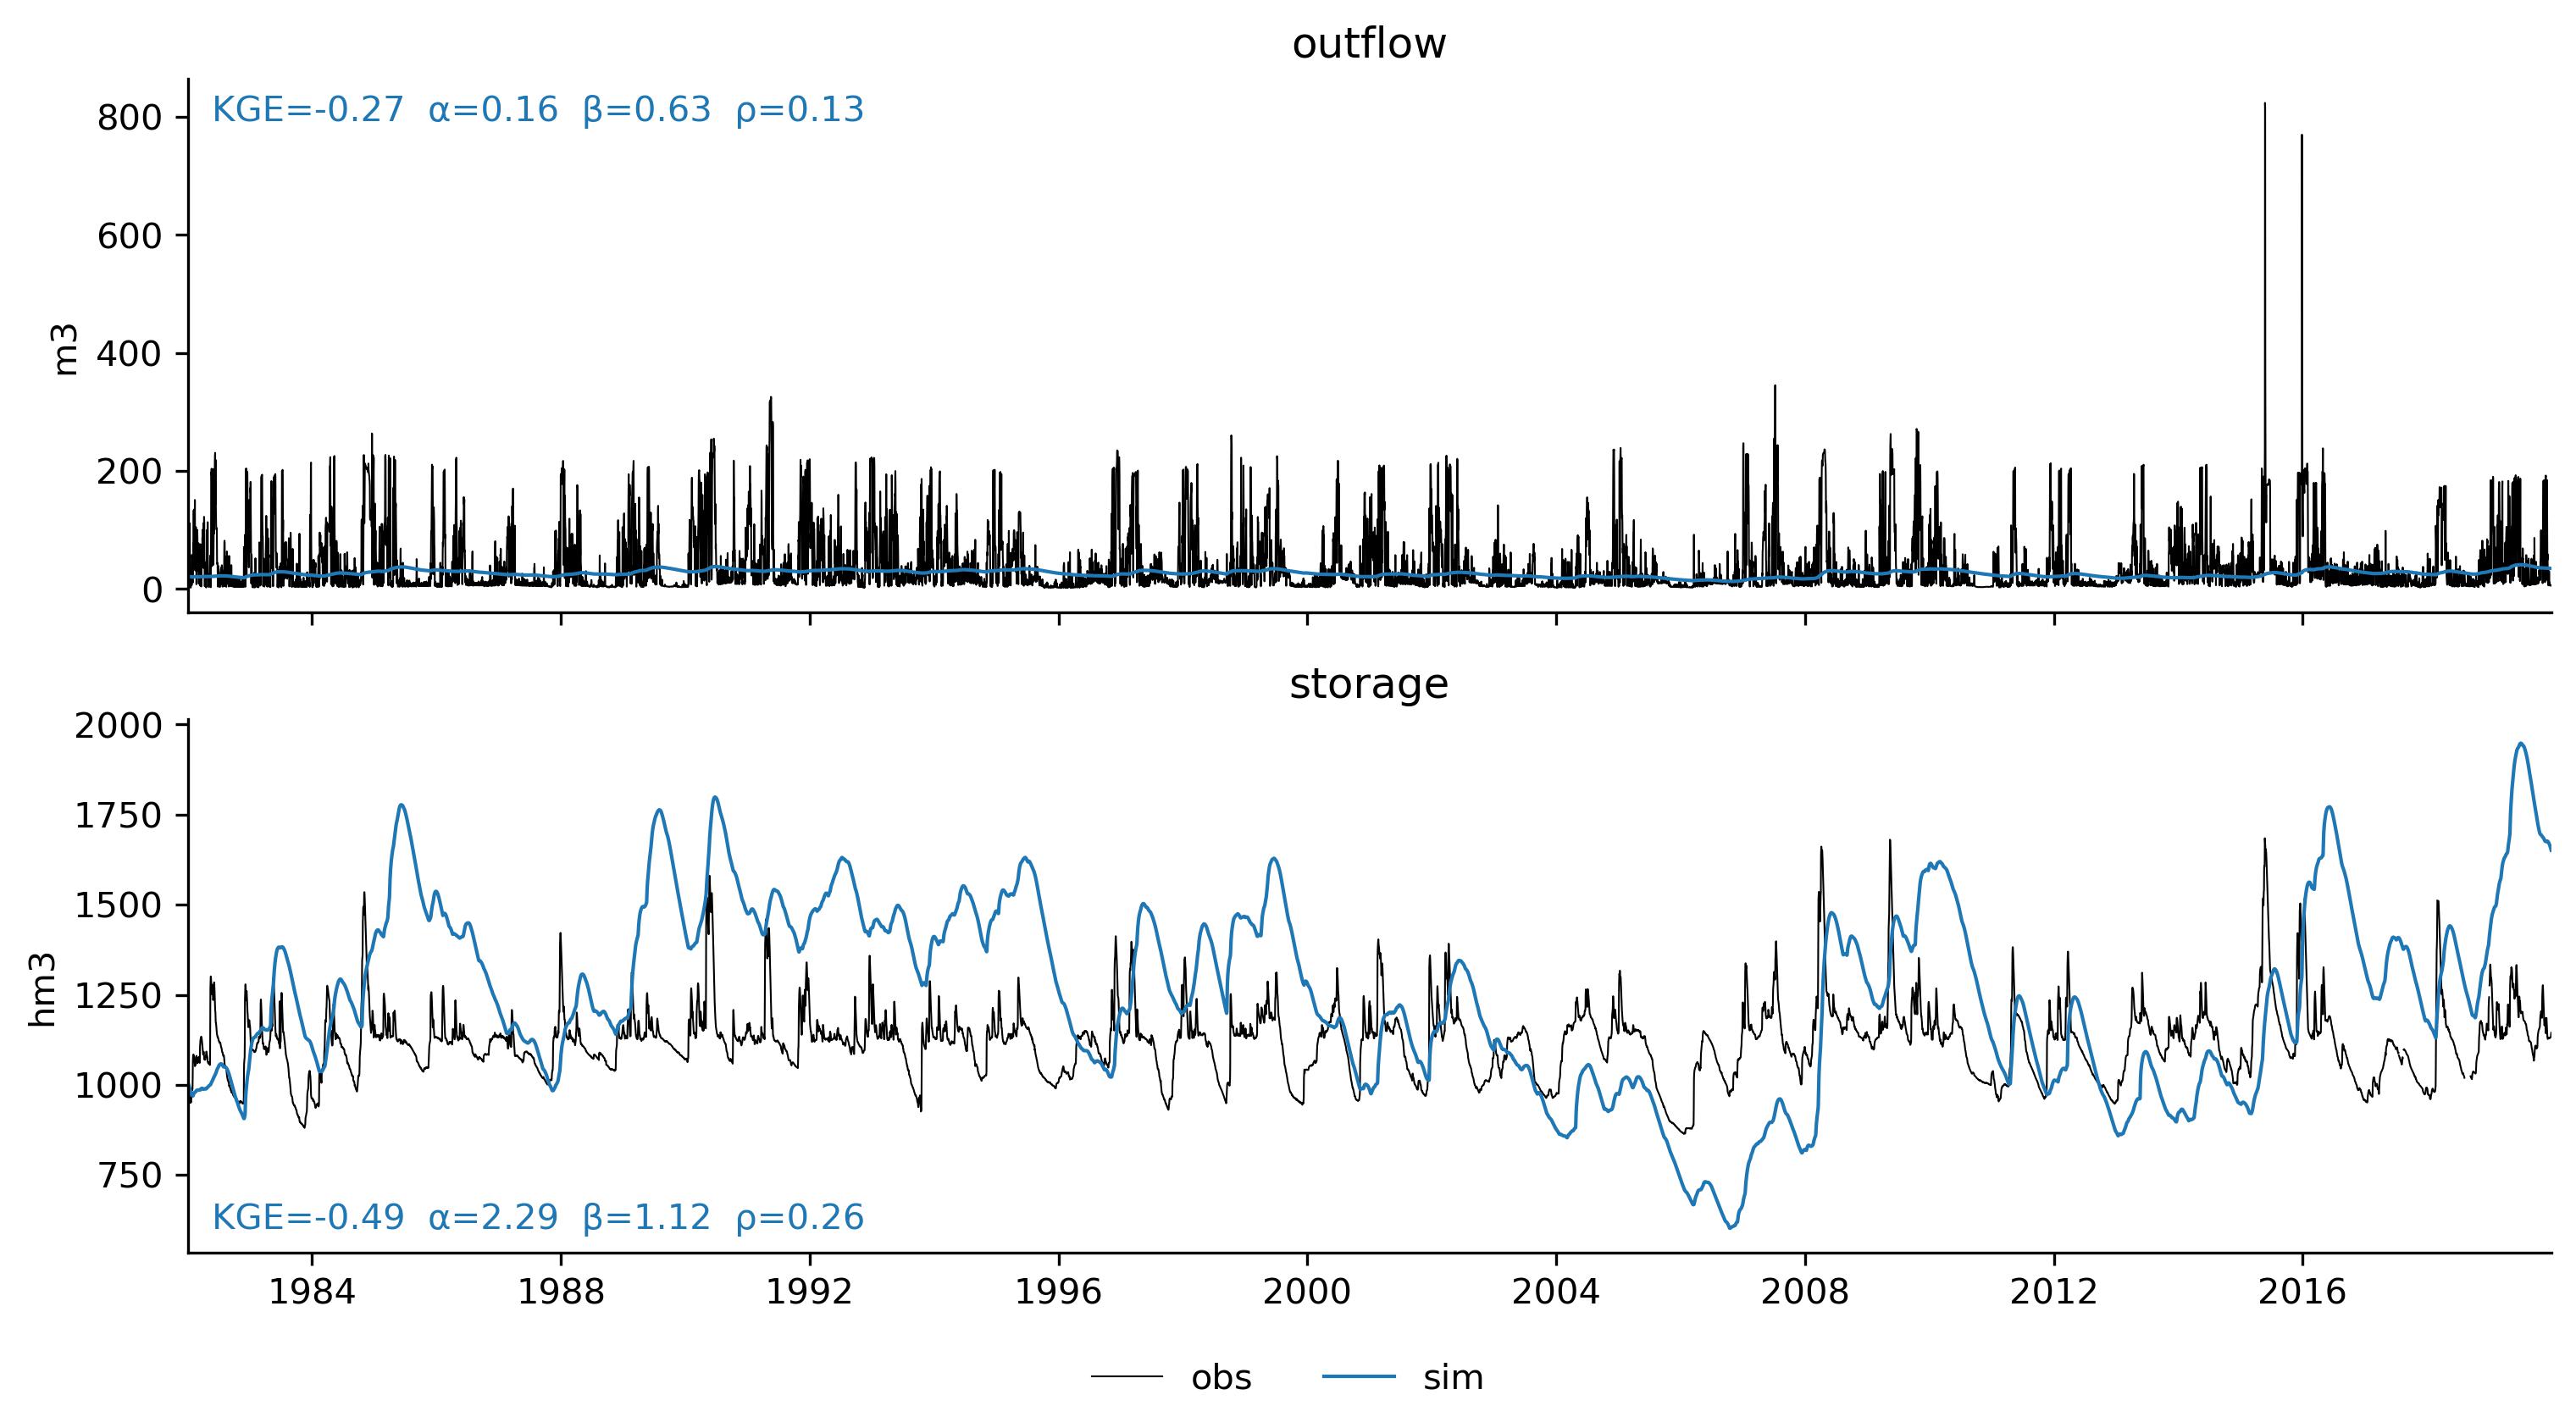 outflow
KGE=-0.27 α=0.16 β=0.63 ρ=0.13
800
600
400
200
0
m3
storage
2000
1750
1500
1250
1000
750
hm3
KGE=-0.49 α=2.29 β=1.12 ρ=0.26
1984 1988 1992 1996 2000 2004 2008 2012 2016
obs sim